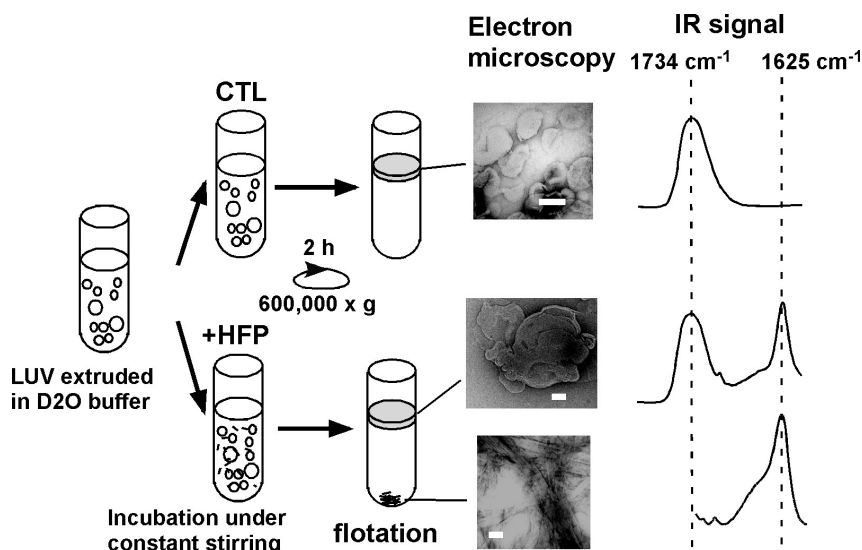 Electron
microscopy
IR signal
1734 cm-1
1625 cm-1
CTL
2 h
600,000 x g
+HFP
LUV extruded
in D2O buffer
Incubation under
constant stirring
flotation